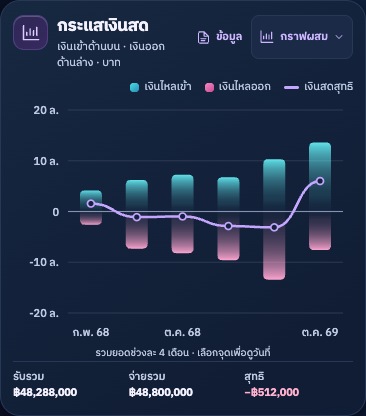 กระแสเงินสด
เงินเข้าด้านบน · เงินออก
ด้านล่าง · บาท
ข้อมูล
กราฟผสม
เงินไหลเข้า
เงินไหลออก
เงินสดสุทธิ
20 ล.
10 ล.
0
-10 ล.
-20 ล.
ก.พ. 68
ต.ค. 68
ต.ค. 69
รวมยอดช่วงละ 4 เดือน · เลือกจุดเพื่อดูวันที่
รับรวม
฿48,288,000
จ่ายรวม
฿48,800,000
สุทธิ
-฿512,000